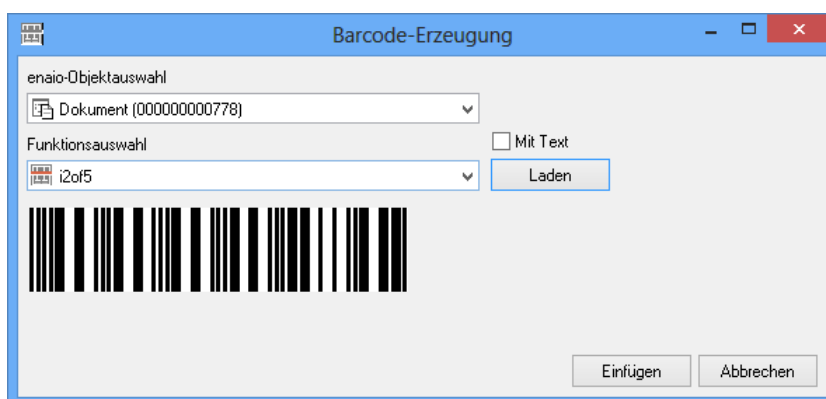 Barcode-Erzeugung
enaio-Objektauswahl
Dokument (000000000778)
Funktionsauswahl
Mit Text
i2of5
Laden
Einfügen
Abbrechen